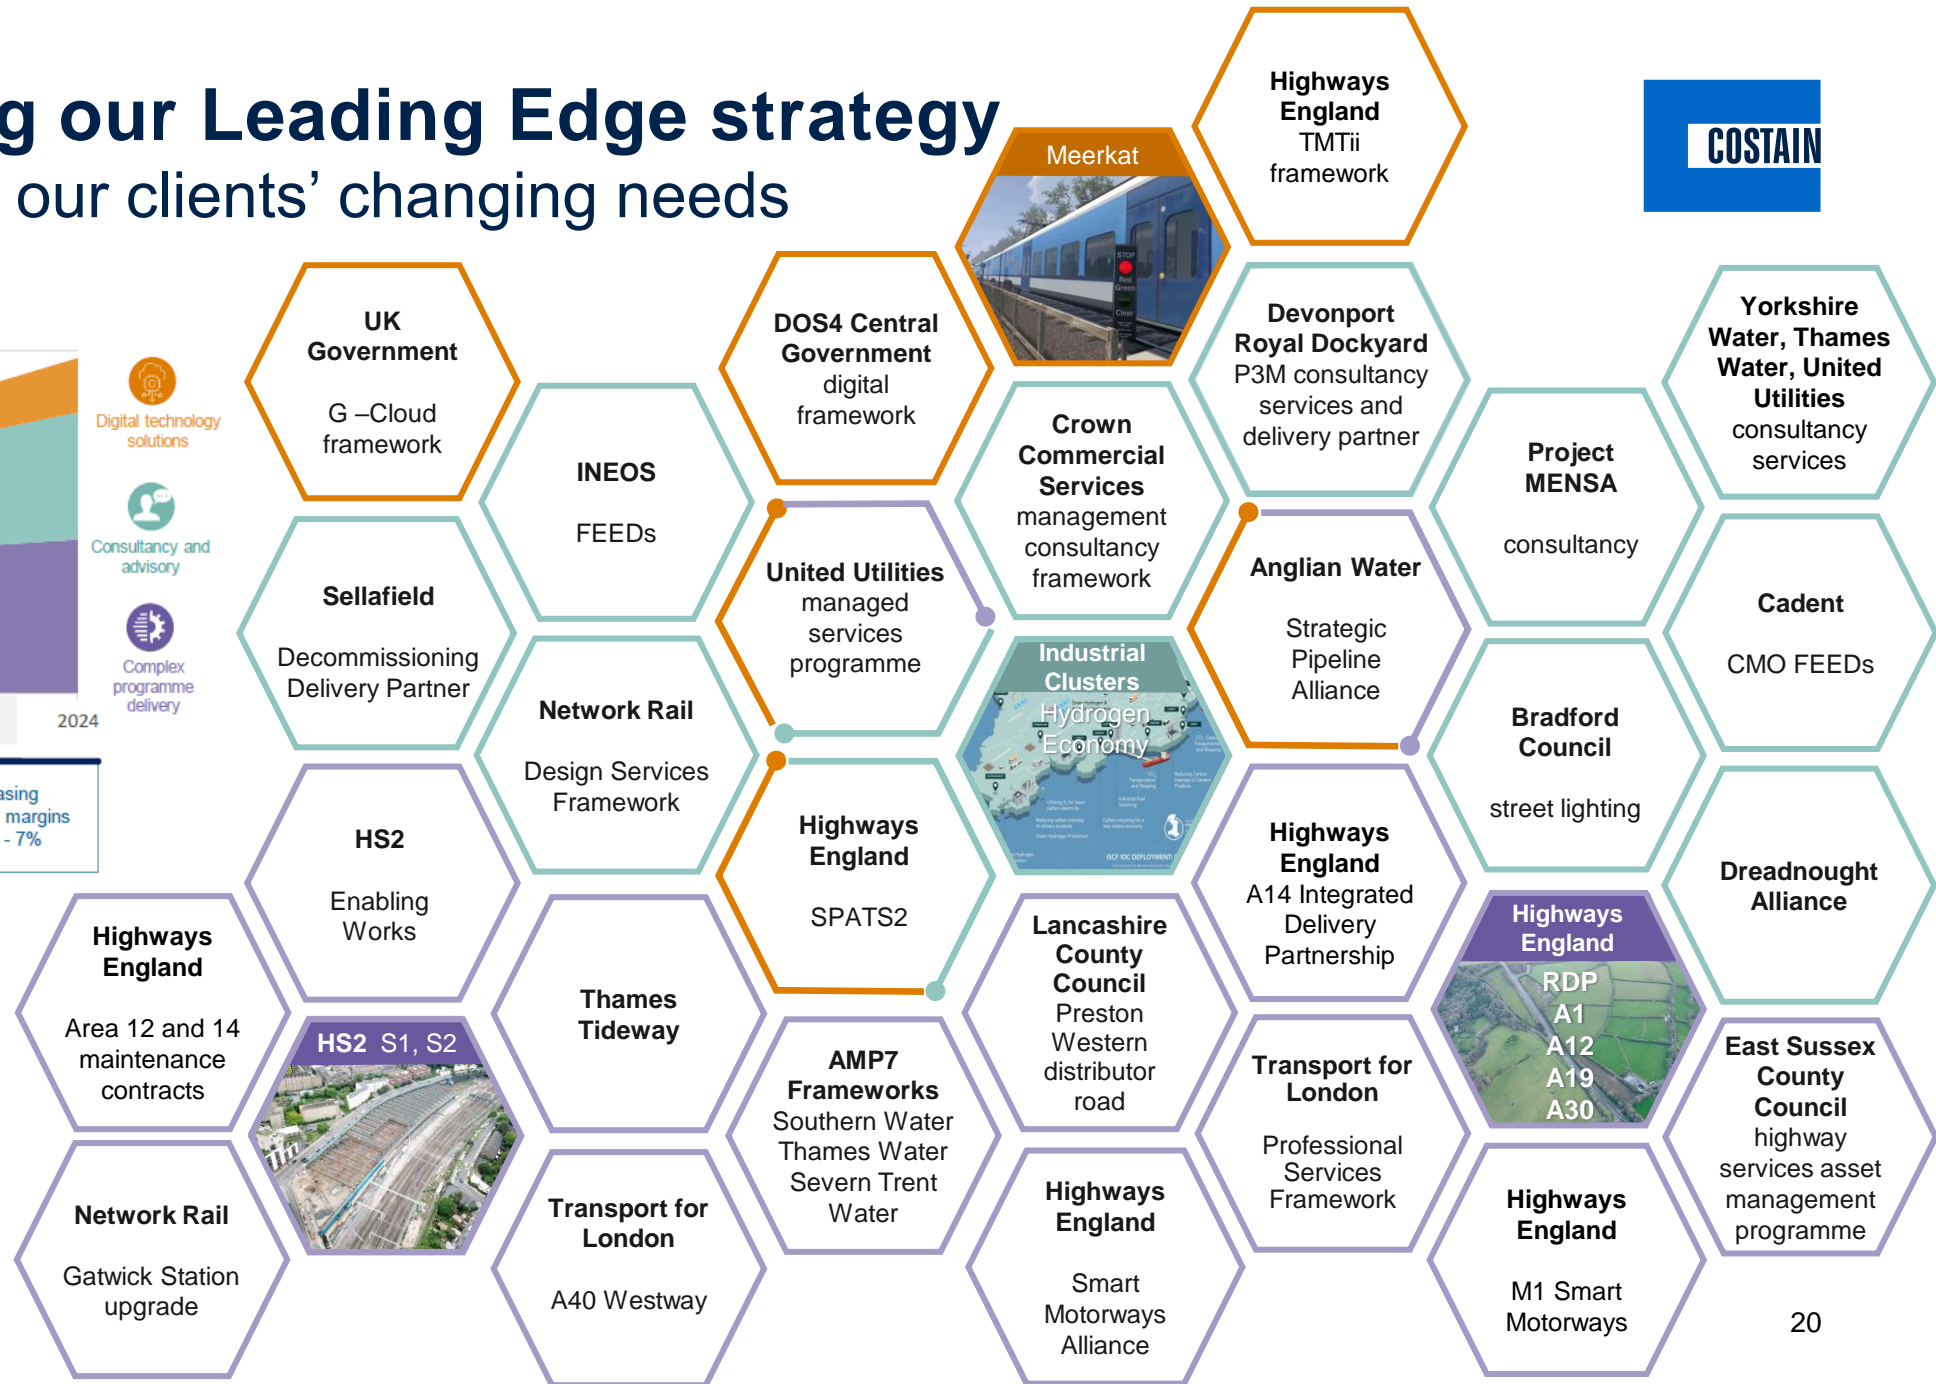 g our Leading Edge strategy
our clients' changing needs
COSTAIN
Digital technology
solutions
Consultancy and
advisory
Complex
programme
delivery
2024
asing
margins
- 7%
Highways
England
TMTii
framework
Meerkat
STOP
Red
Green
Clear
UK
Government
G –Cloud
framework
DOS4 Central
Government
digital
framework
Devonport
Royal Dockyard
P3M consultancy
services and
delivery partner
Yorkshire
Water, Thames
Water, United
Utilities
consultancy
services
INEOS
FEEDs
Crown
Commercial
Services
management
consultancy
framework
Project
MENSA
consultancy
Sellafield
Decommissioning
Delivery Partner
United Utilities
managed
services
programme
Anglian Water
Strategic
Pipeline
Alliance
Cadent
CMO FEEDs
Network Rail
Design Services
Framework
Industrial
Clusters
Hydrogen
Economy
ISCF IDC DEPLOYMENT
Bradford
Council
street lighting
HS2
Enabling
Works
Highways
England
SPATS2
Highways
England
A14 Integrated
Delivery
Partnership
Dreadnought
Alliance
Highways
England
Area 12 and 14
maintenance
contracts
Thames
Tideway
Lancashire
County
Council
Preston
Western
distributor
road
Highways
England
RDP
A1
A12
A19
A30
HS2 S1, S2
AMP7
Frameworks
Southern Water
Thames Water
Severn Trent
Water
Transport for
London
Professional
Services
Framework
East Sussex
County
Council
highway
services asset
management
programme
Network Rail
Gatwick Station
upgrade
Transport for
London
A40 Westway
Highways
England
Smart
Motorways
Alliance
Highways
England
M1 Smart
Motorways
20